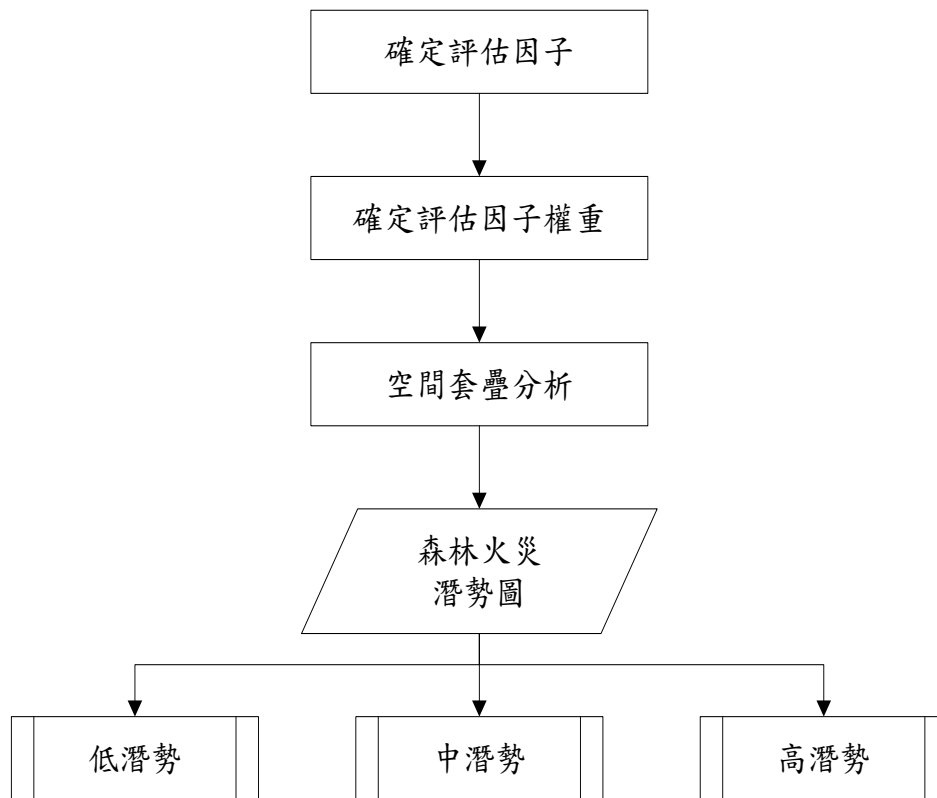 確定評估因子
確定評估因子權重
空間套疊分析
森林火災
潛勢圖
低潛勢
中潛勢
高潛勢